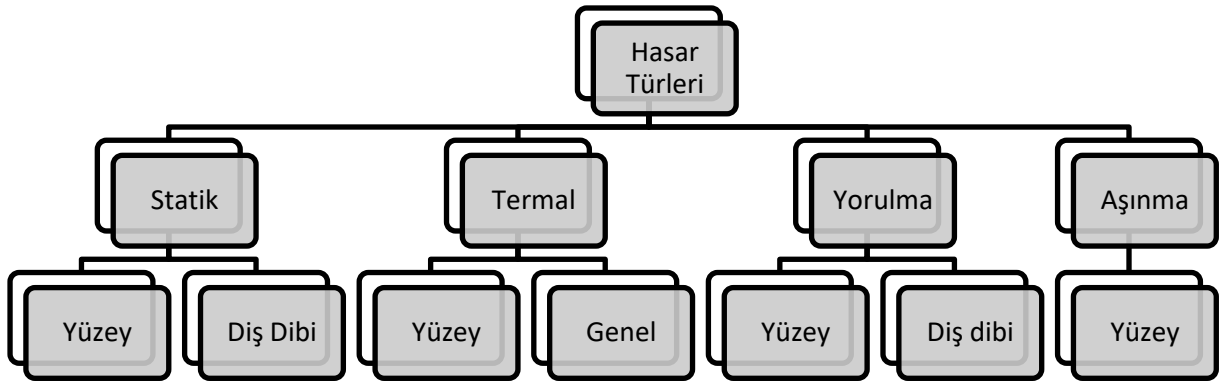 Hasar
Türleri
Statik
Termal
Yorulma
Aşınma
Yüzey
Diş Dibi
Yüzey
Genel
Yüzey
Diş dibi
Yüzey